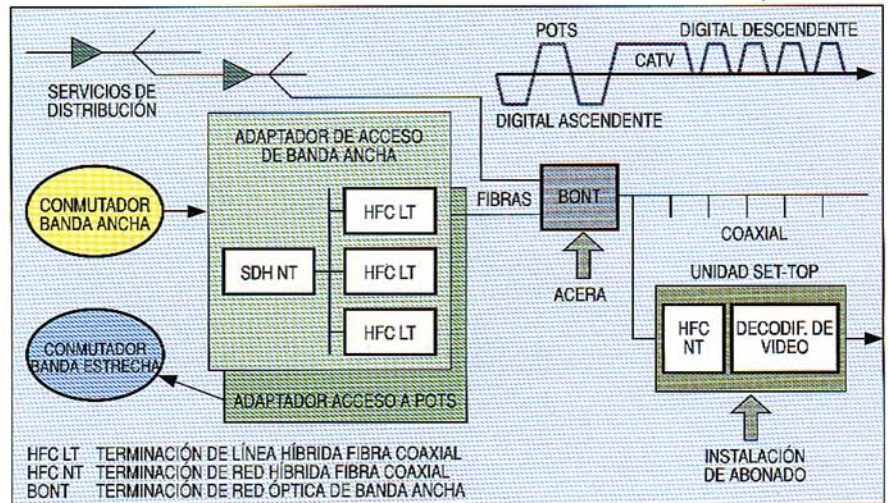 POTS
DIGITAL DESCENDENTE
CATV
DIGITAL ASCENDENTE
SERVICIOS DE
DISTRIBUCIÓN
ADAPTADOR DE ACCESO
DE BANDA ANCHA
CONMUTADOR
BANDA ANCHA
HFC LT
SDH NT
HFC LT
HFC LT
FIBRAS
BONT
ACERA
COAXIAL
UNIDAD SET-TOP
HFC
NT
DECODIF. DE
VIDEO
CONMUTADOR
BANDA ESTRECHA
ADAPTADOR ACCESO A POTS
INSTALACIÓN
DE ABONADO
HFC LT TERMINACIÓN DE LÍNEA HÍBRIDA FIBRA COAXIAL
HFC NT TERMINACIÓN DE RED HÍBRIDA FIBRA COAXIAL
BONT TERMINACIÓN DE RED ÓPTICA DE BANDA ANCHA